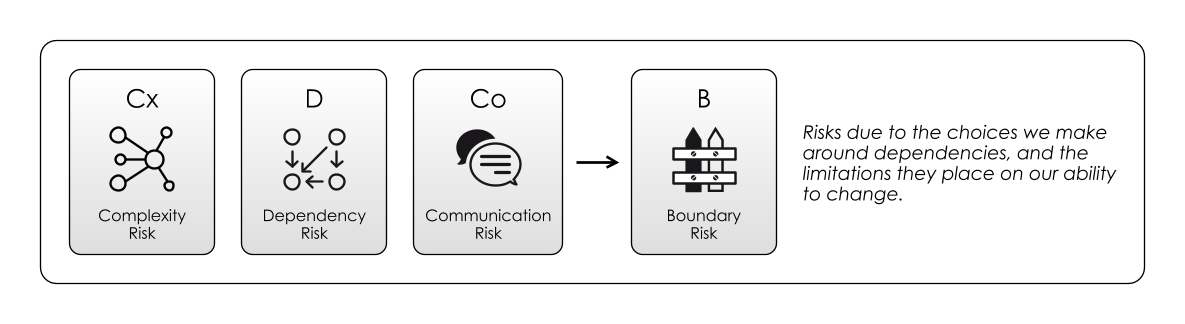 Cx
Complexity
Risk
D
Dependency
Risk
Co
Communication
Risk
B
Boundary
Risk
Risks due to the choices we make
around dependencies, and the
limitations they place on our ability
to change.